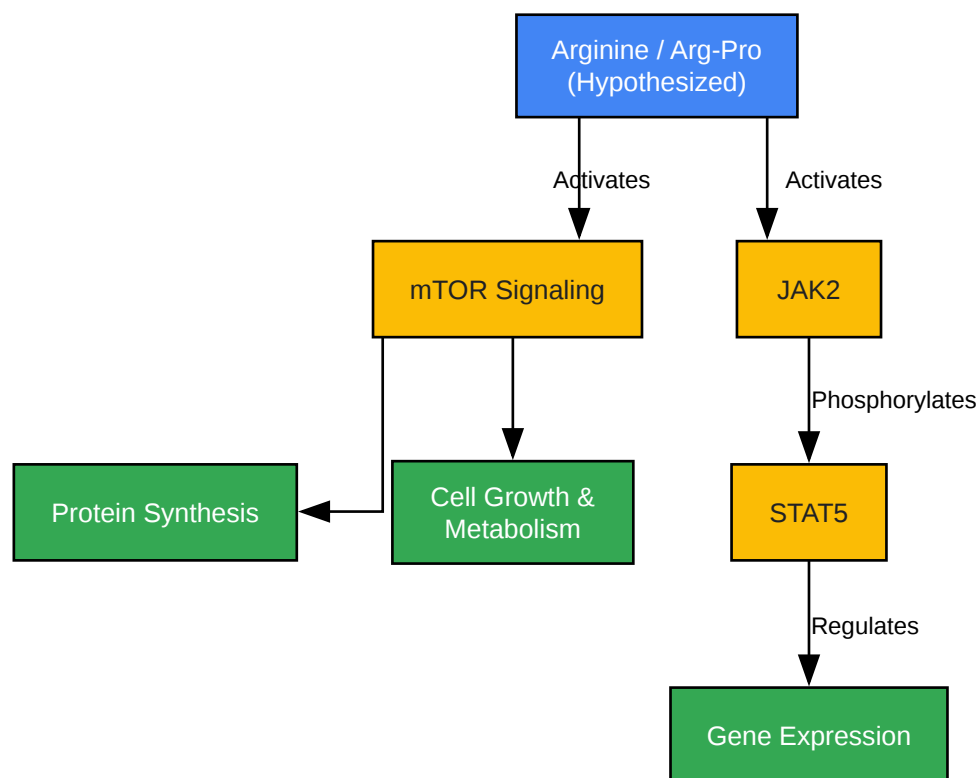 Arginine / Arg-Pro
(Hypothesized)
Activates
Activates
mTOR Signaling
JAK2
Phosphorylates
Protein Synthesis
Cell Growth &
Metabolism
STAT5
Regulates
Gene Expression